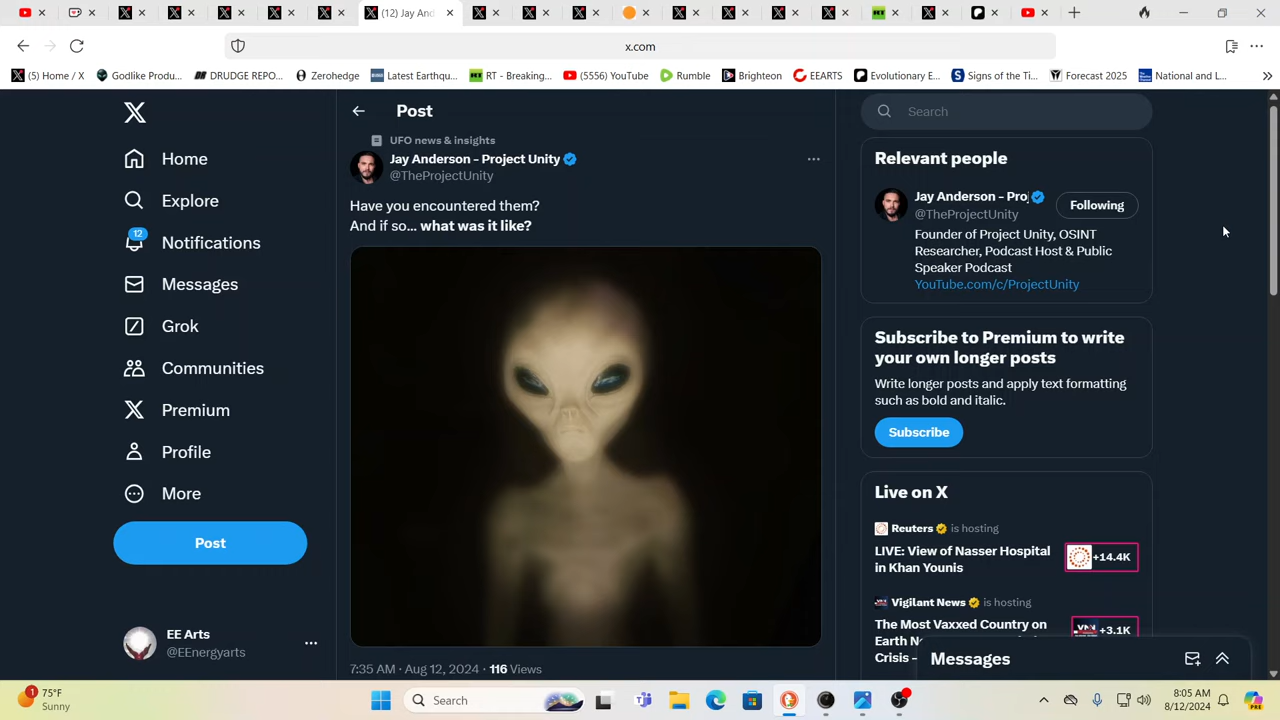 (12) Jay And
x.com
(5) Home / X
Godlike Produ...
DRUDGE REPO...
Zerohedge
Latest Earthqu...
RT - Breaking...
(5556) YouTube
Rumble
Brighteon
EEARTS
Evolutionary E...
Signs of the Ti...
Forecast 2025
National and L...
Home
Explore
12
Notifications
Messages
Grok
Communities
Premium
Profile
More
Post
EE Arts
@EEnergyarts
Post
UFO news & insights
Jay Anderson - Project Unity
@TheProjectUnity
Have you encountered them?
And if so... what was it like?
7:35 AM · Aug 12, 2024 · 116 Views
Search
Relevant people
Jay Anderson - Proj
@TheProjectUnity
Following
Founder of Project Unity, OSINT
Researcher, Podcast Host & Public
Speaker Podcast
YouTube.com/c/ProjectUnity
Subscribe to Premium to write
your own longer posts
Write longer posts and apply text formatting
such as bold and italic.
Subscribe
Live on X
Reuters is hosting
LIVE: View of Nasser Hospital
in Khan Younis
+14.4K
Vigilant News is hosting
The Most Vaxxed Country on
+3.1K
Crisis –
Messages
1
75°F
Sunny
Search
8:05 AM
8/12/2024
PRE